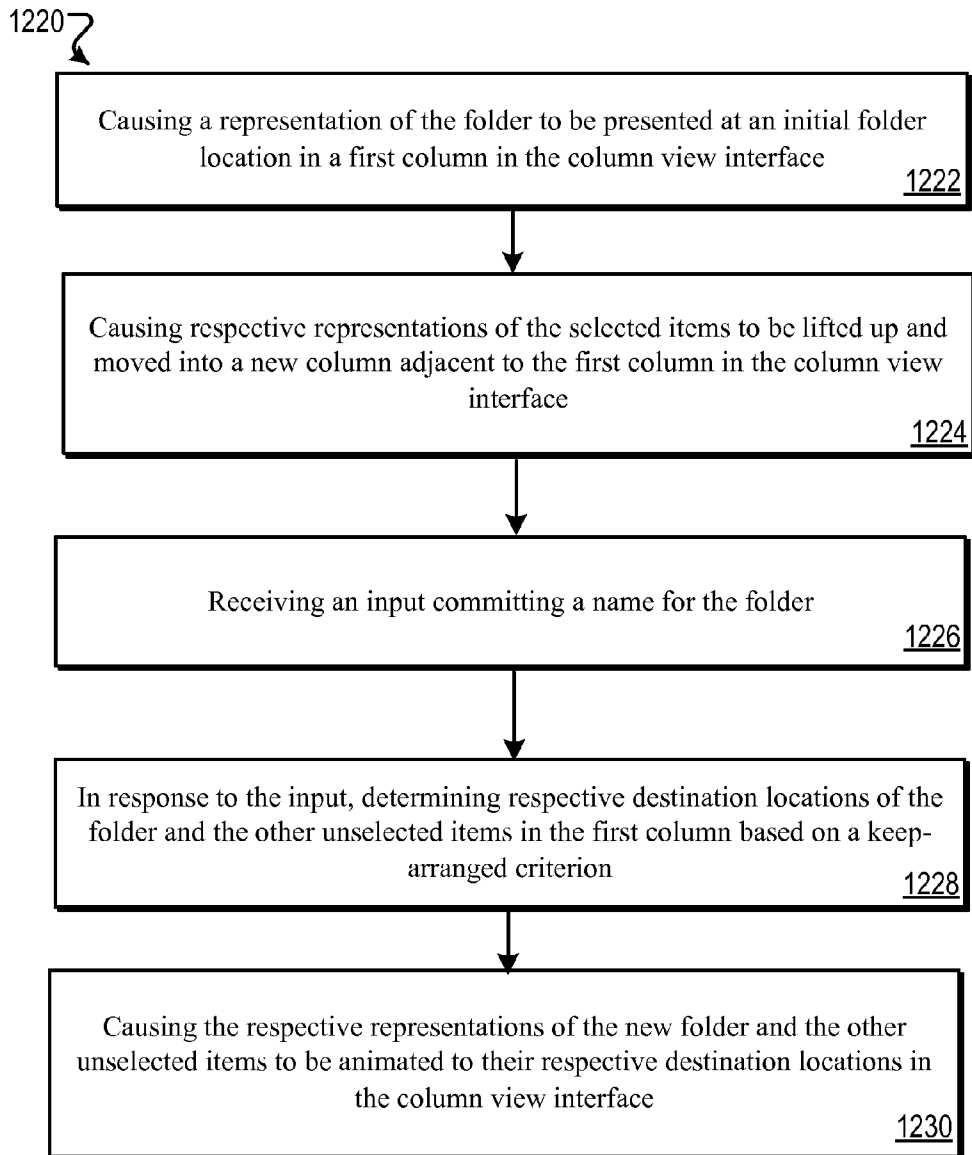 1220
Causing a representation of the folder to be presented at an initial folder
location in a first column in the column view interface
1222
Causing respective representations of the selected items to be lifted up and
moved into a new column adjacent to the first column in the column view
interface
1224
Receiving an input committing a name for the folder
1226
In response to the input, determining respective destination locations of the
folder and the other unselected items in the first column based on a keep-
arranged criterion
1228
Causing the respective representations of the new folder and the other
unselected items to be animated to their respective destination locations in
the column view interface
1230